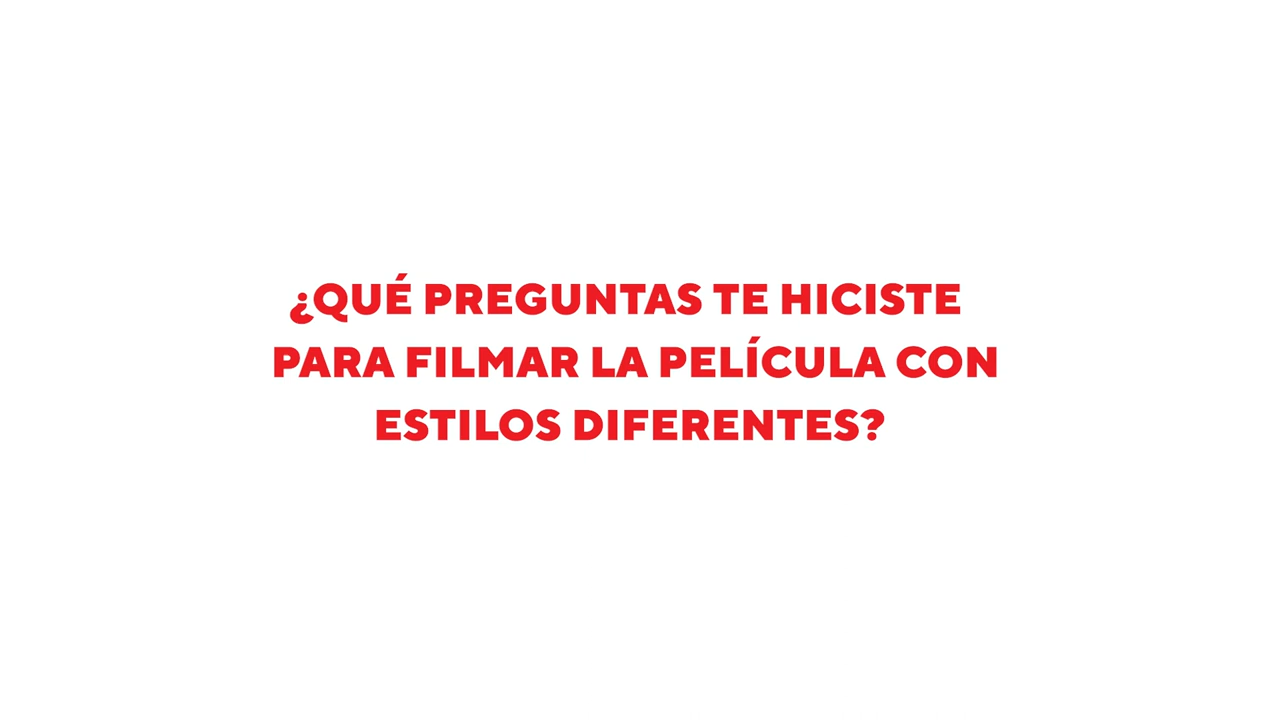 ¿QUÉ PREGUNTAS TE HICISTE
PARA FILMAR LA PELÍCULA CON
ESTILOS DIFERENTES?